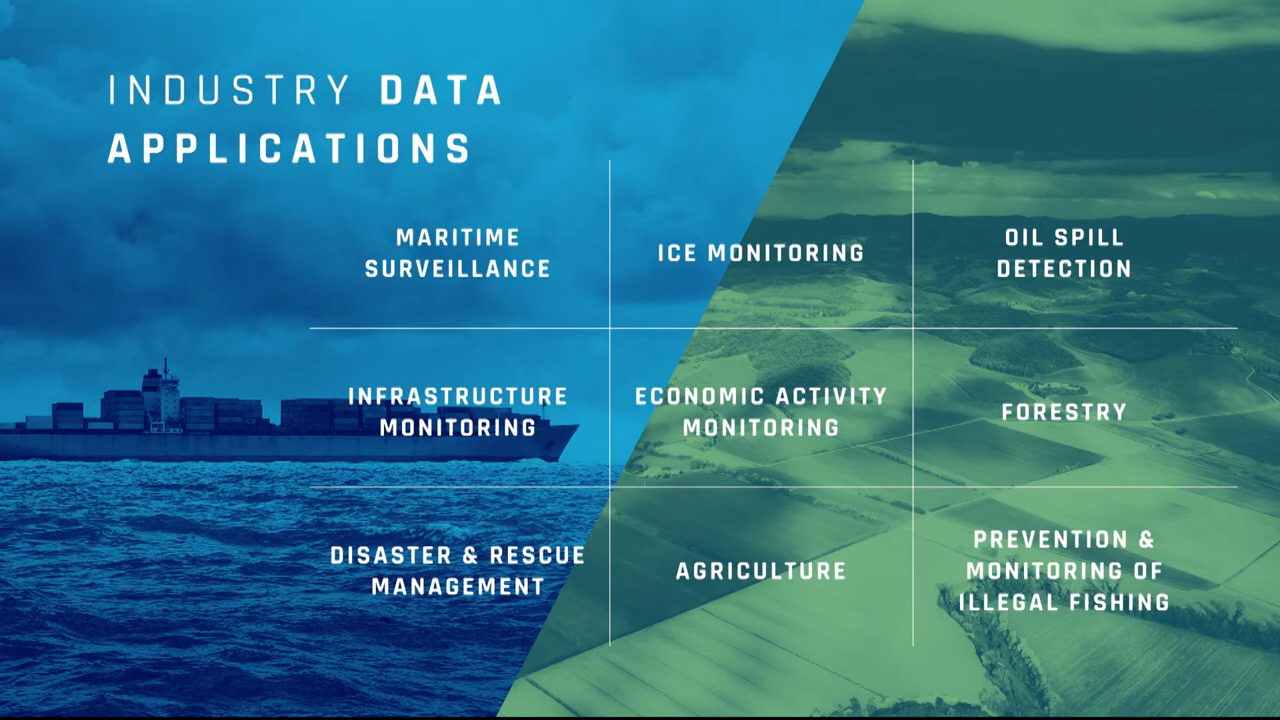 INDUSTRY DATA
APPLICATIONS
MARITIME
SURVEILLANCE
ICE MONITORING
OIL SPILL
DETECTION
INFRASTRUCTURE
MONITORING
ECONOMIC ACTIVITY
MONITORING
FORESTRY
DISASTER & RESCUE
MANAGEMENT
AGRICULTURE
PREVENTION &
MONITORING OF
ILLEGAL FISHING